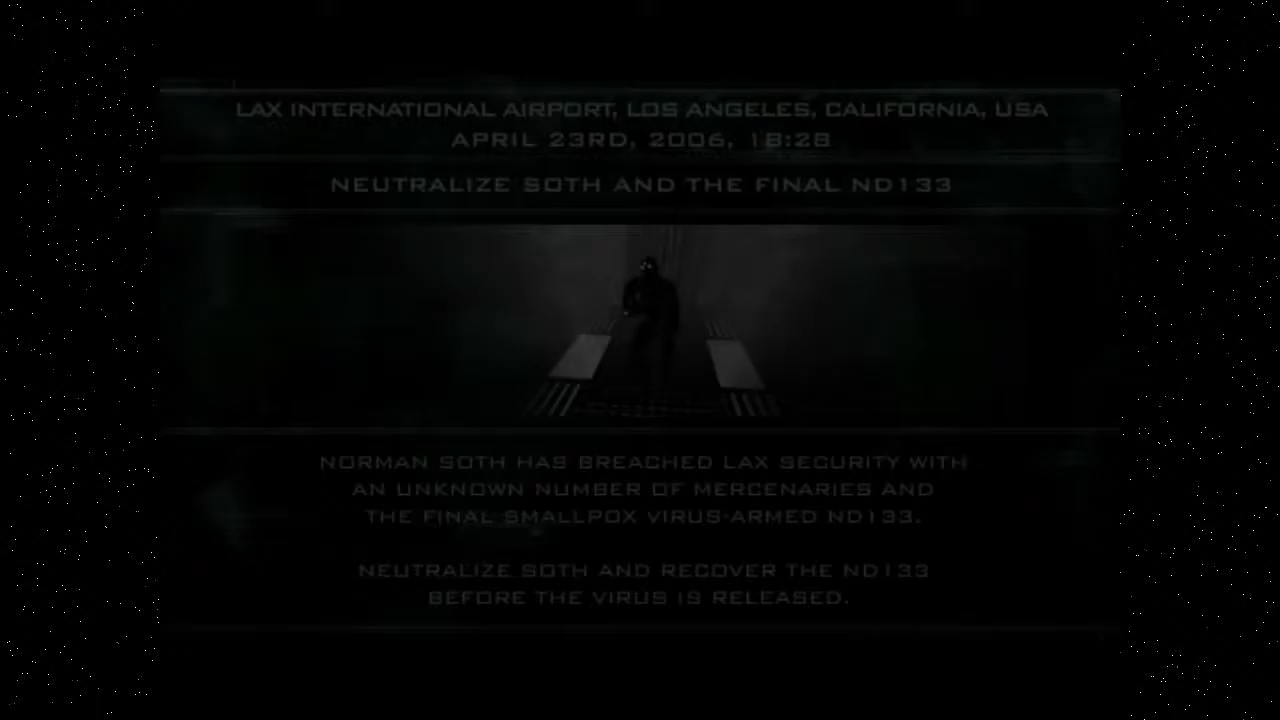 LAX INTERNATIONAL AIRPORT, LOS ANGELES, CALIFORNIA, USA
APRIL 23RD, 2006, 18:28
NEUTRALIZE SOTH AND THE FINAL ND133
NORMAN SOTH HAS BREACHED LAX SECURITY WITH
AN UNKNOWN NUMBER OF MERCENARIES AND
THE FINAL SMALLPOX VIRUS-ARMED ND133.
NEUTRALIZE SOTH AND RECOVER THE ND133
BEFORE THE VIRUS IS RELEASED.